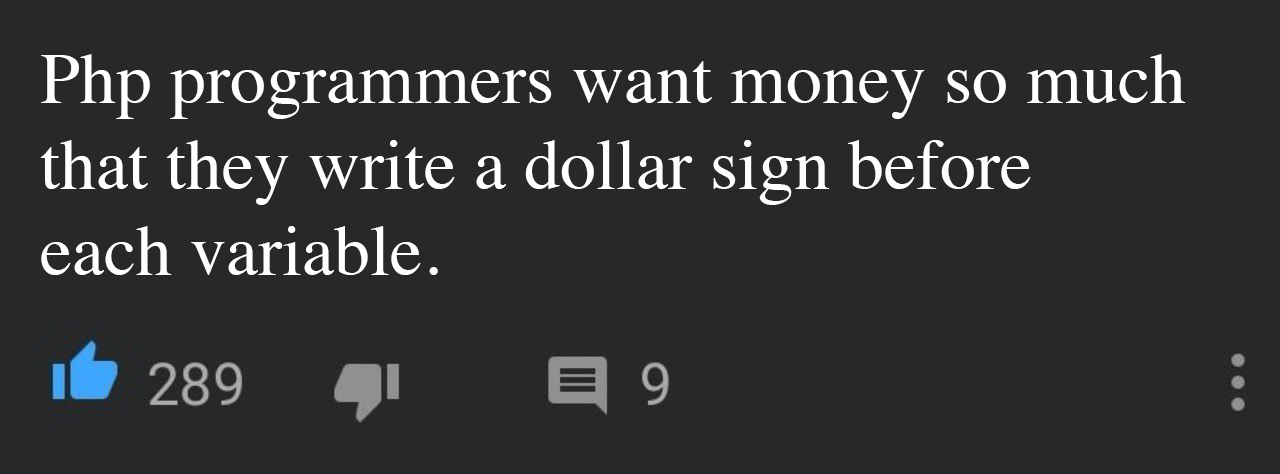 Php programmers want money so much
that they write a dollar sign before
each variable.
289 9